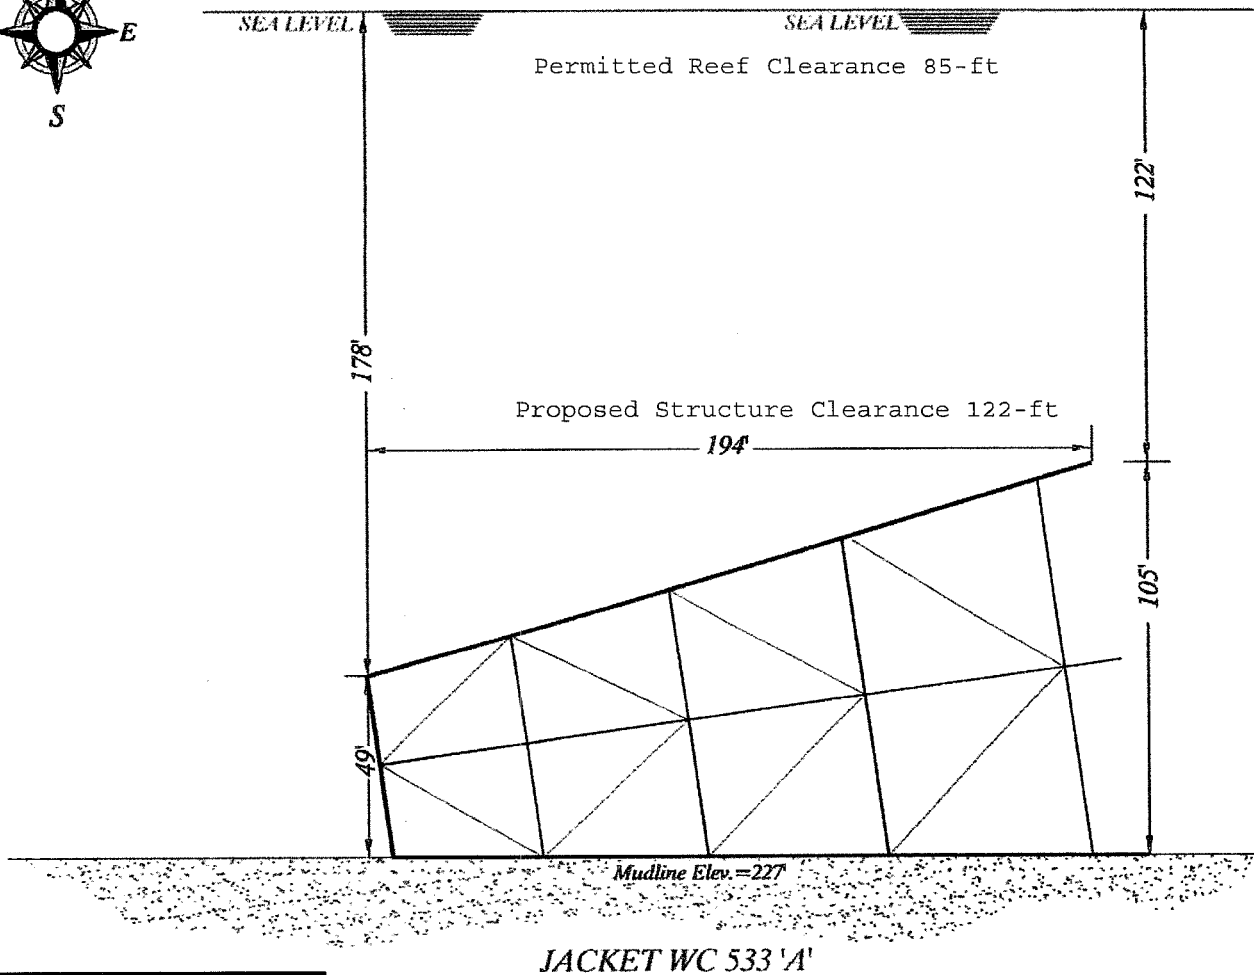 E
S
SEA LEVEL
SEA LEVEL
Permitted Reef Clearance 85-ft
122'
178'
Proposed Structure Clearance 122-ft
194'
105'
49'
Mudline Elev.=227'
JACKET WC 533 'A'